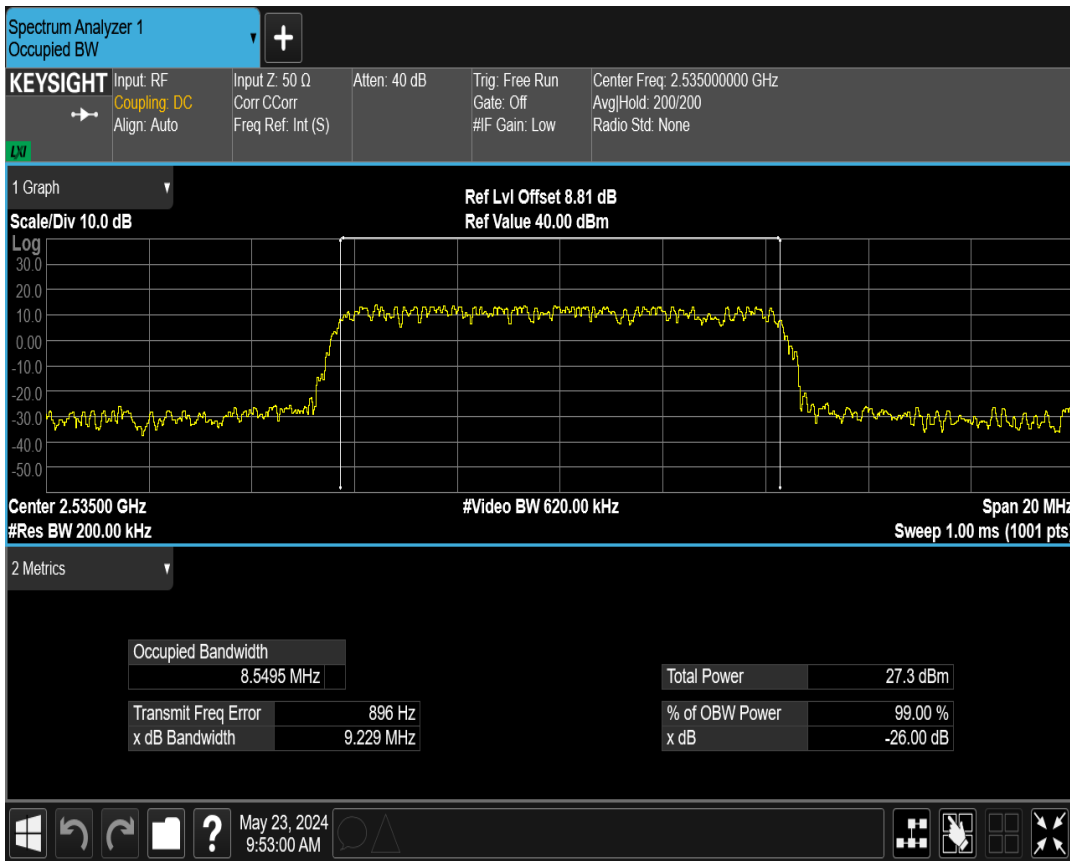 Spectrum Analyzer 1
Occupied BW
KEYSIGHT
LXI
Input: RF
Coupling: DC
Align: Auto
Input Z: 50 Ω
Corr CCorr
Freq Ref: Int (S)
Atten: 40 dB
Trig: Free Run
Gate: Off
#IF Gain: Low
Center Freq: 2.535000000 GHz
Avg|Hold: 200/200
Radio Std: None
1 Graph
Scale/Div 10.0 dB
Ref Lvl Offset 8.81 dB
Ref Value 40.00 dBm
Log
30.0
20.0
10.0
0.00
-10.0
-20.0
-30.0
-40.0
-50.0
Center 2.53500 GHz
#Res BW 200.00 kHz
#Video BW 620.00 kHz
Span 20 MHz
Sweep 1.00 ms (1001 pts)
2 Metrics
Occupied Bandwidth
8.5495 MHz
Transmit Freq Error 896 Hz
x dB Bandwidth 9.229 MHz
Total Power 27.3 dBm
% of OBW Power 99.00 %
x dB -26.00 dB
?
May 23, 2024
9:53:00 AM